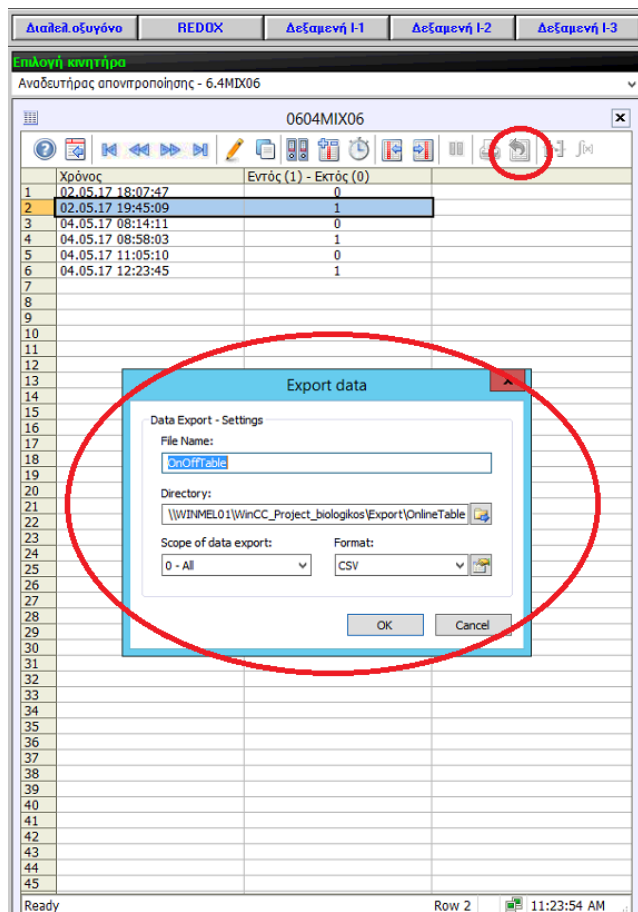 Διαλελ.οξυγόνο REDOX Δεξαμενή Ι-1 Δεξαμενή Ι-2 Δεξαμενή Ι-3
Επιλογή κινητήρα
Αναδευτήρας απονιτροποίησης - 6.4MIX06
0604MIX06
Χρόνος Εντός (1) - Εκτός (0)
1 02.05.17 18:07:47 0
2 02.05.17 19:45:09 1
3 04.05.17 08:14:11 0
4 04.05.17 08:58:03 1
5 04.05.17 11:05:10 0
6 04.05.17 12:23:45 1
7
8
9
10
11
12
13
14
15
16
17
18
19
20
21
22
23
24
25
26
27
28
29
30
31
32
33
34
35
36
37
38
39
40
41
42
43
44
45
Export data
Data Export - Settings
File Name:
OnOffTable
Directory:
\\WINMEL01\WinCC_Project_biologikos\Export\OnlineTable
Scope of data export: Format:
0 - All CSV
OK Cancel
Ready Row 2 11:23:54 AM